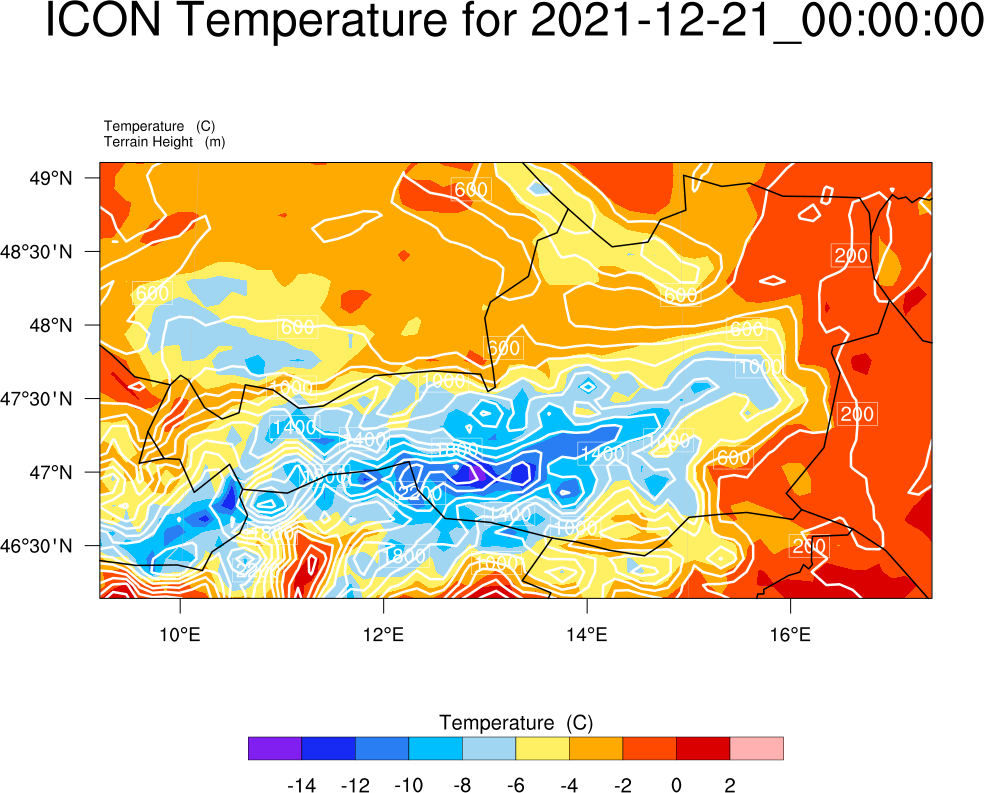 ICON Temperature for 2021-12-21_00:00:00
Temperature (C)
Terrain Height (m)
49°N
48°30'N
48°N
47°30'N
47°N
46°30'N
600
200
600
600
600
600
600
1000
1000
1000
200
1400
1400
1000
1800
1400
600
2200
1400
1000
200
1800
10°E
12°E
14°E
16°E
Temperature (C)
-14 -12 -10 -8 -6 -4 -2 0 2